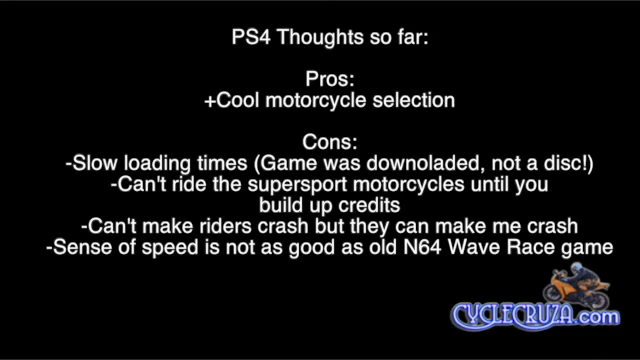 PS4 Thoughts so far:
Pros:
+Cool motorcycle selection
Cons:
-Slow loading times (Game was downoladed, not a disc!)
-Can't ride the supersport motorcycles until you
build up credits
-Can't make riders crash but they can make me crash
-Sense of speed is not as good as old N64 Wave Race game
CYCLECRUZA.com